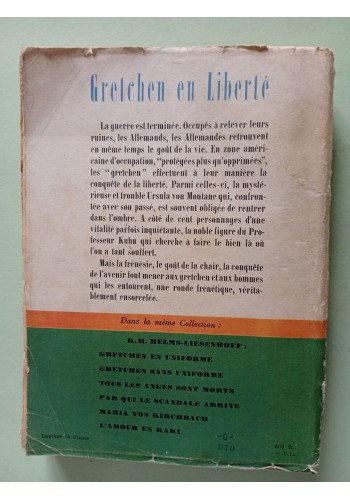 Gretchen en Liberté
La guerre est terminée. Occupés à relever leurs
ruines, les Allemands, les Allemandes retrouvent
en même temps le goût de la vie. En zone améri-
caine d'occupation, "protégées plus qu'opprimées",
les "gretchen" effectuent à leur manière la
conquête de la liberté. Parmi celles-ci, la mysté-
rieuse et trouble Ursula von Montane qui, confron-
tée avec son passé, est souvent obligée de rentrer
dans l'ombre. A côté de cent personnages d'une
vitalité parfois inquiétante, la noble figure du Pro-
fesseur Kuhn qui cherche à faire le bien là où
l'on a tant souffert.
Mais la frénésie, le goût de la chair, la conquête
de l'avenir font mener aux gretchen et aux hommes
qui les entourent, une ronde frénétique, vérita-
blement ensorcelée.
Dans la même Collection :
K. H. HELMS-LIESENHOFF :
GRETCHEN EN UNIFORME
GRETCHEN SANS UNIFORME
TOUS LES ANGES SONT MORTS
PAR QUI LE SCANDALE ARRIVE
MARIA VON KIRCHBACH
L'AMOUR EN KAKI
Imprimé en France